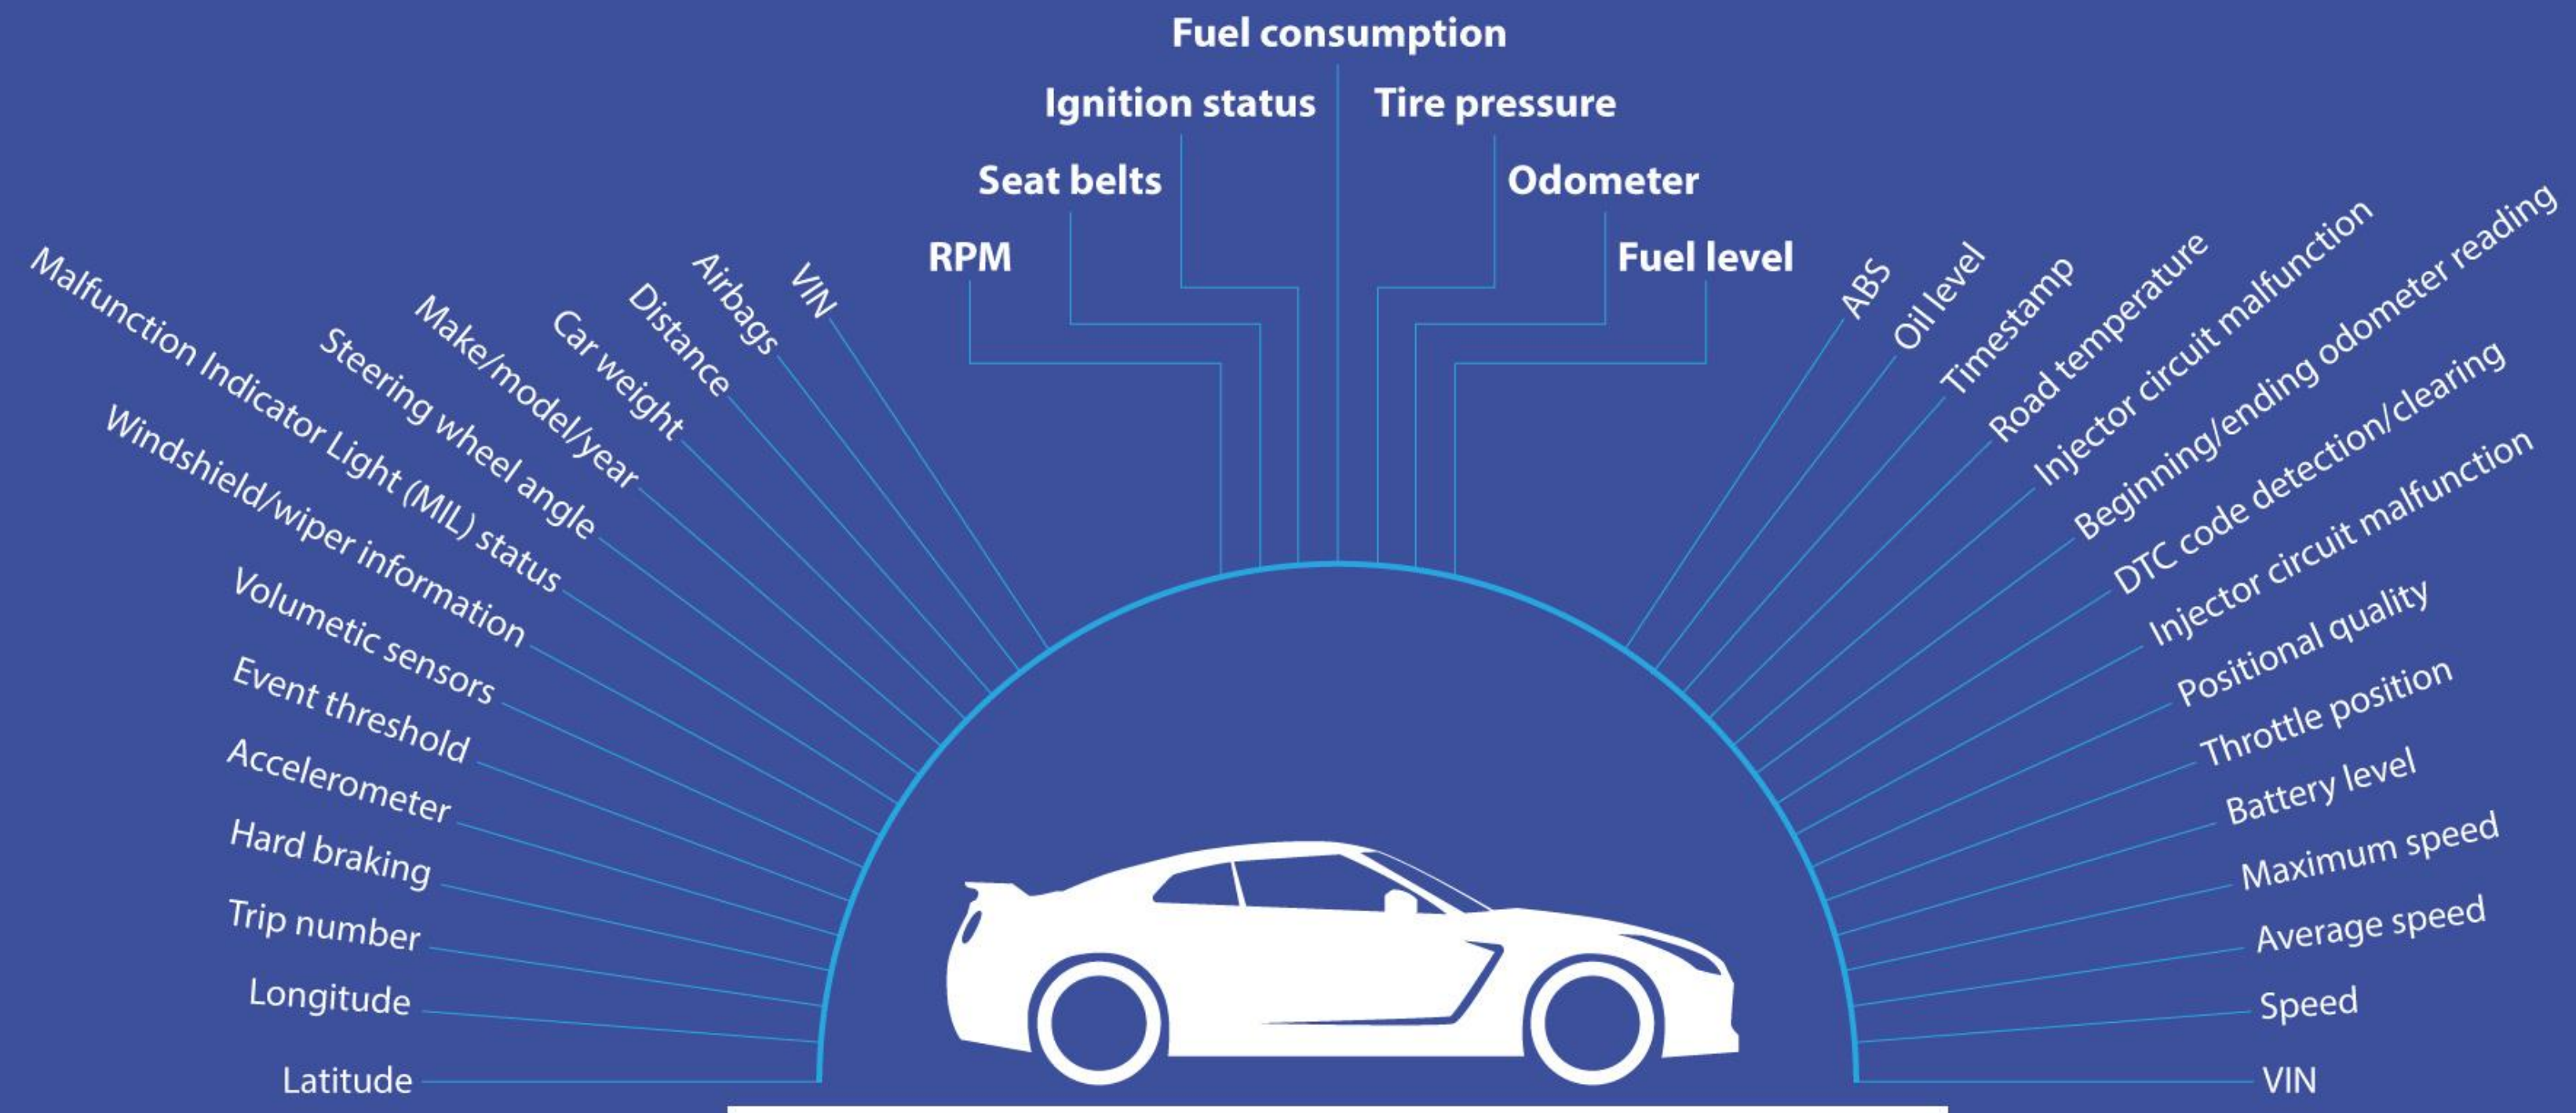 Fuel consumption
Ignition status
Tire pressure
Seat belts
Odometer
RPM
Fuel level
Latitude
Longitude
Trip number
Hard braking
Accelerometer
Event threshold
Volumetic sensors
Windshield/wiper information
Malfunction Indicator Light (MIL) status
Steering wheel angle
Make/model/year
Car weight
Distance
Airbags
VIN
ABS
Oil level
Timestamp
Road temperature
Injector circuit malfunction
Beginning/ending odometer reading
DTC code detection/clearing
Injector circuit malfunction
Positional quality
Throttle position
Battery level
Maximum speed
Average speed
Speed
VIN